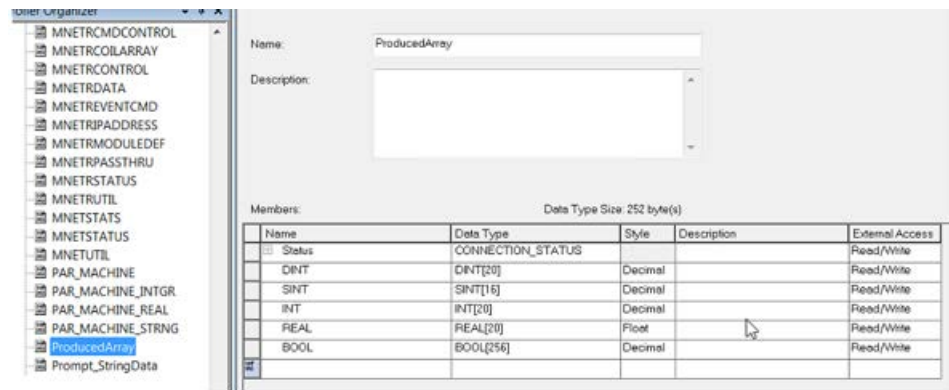 MNETRCMDCONTROL
MNETRCOILARRAY
MNETRCONTROL
MNETRDATA
MNETREVENTCMD
MNETRIPADDRESS
MNETRMODULEDEF
MNETRPASSTHRU
MNETRSTATUS
MNETRUTIL
MNETSTATS
MNETSTATUS
MNETUTIL
PAR_MACHINE
PAR_MACHINE_INTGR
PAR_MACHINE_REAL
PAR_MACHINE_STRNG
ProducedArray
Prompt_StringData
Name: ProducedArray
Description:
Members: Data Type Size: 252 byte(s)
Name Data Type Style Description External Access
Status CONNECTION_STATUS Read/Write
DINT DINT[20] Decimal Read/Write
SINT SINT[16] Decimal Read/Write
INT INT[20] Decimal Read/Write
REAL REAL[20] Float Read/Write
BOOL BOOL[256] Decimal Read/Write